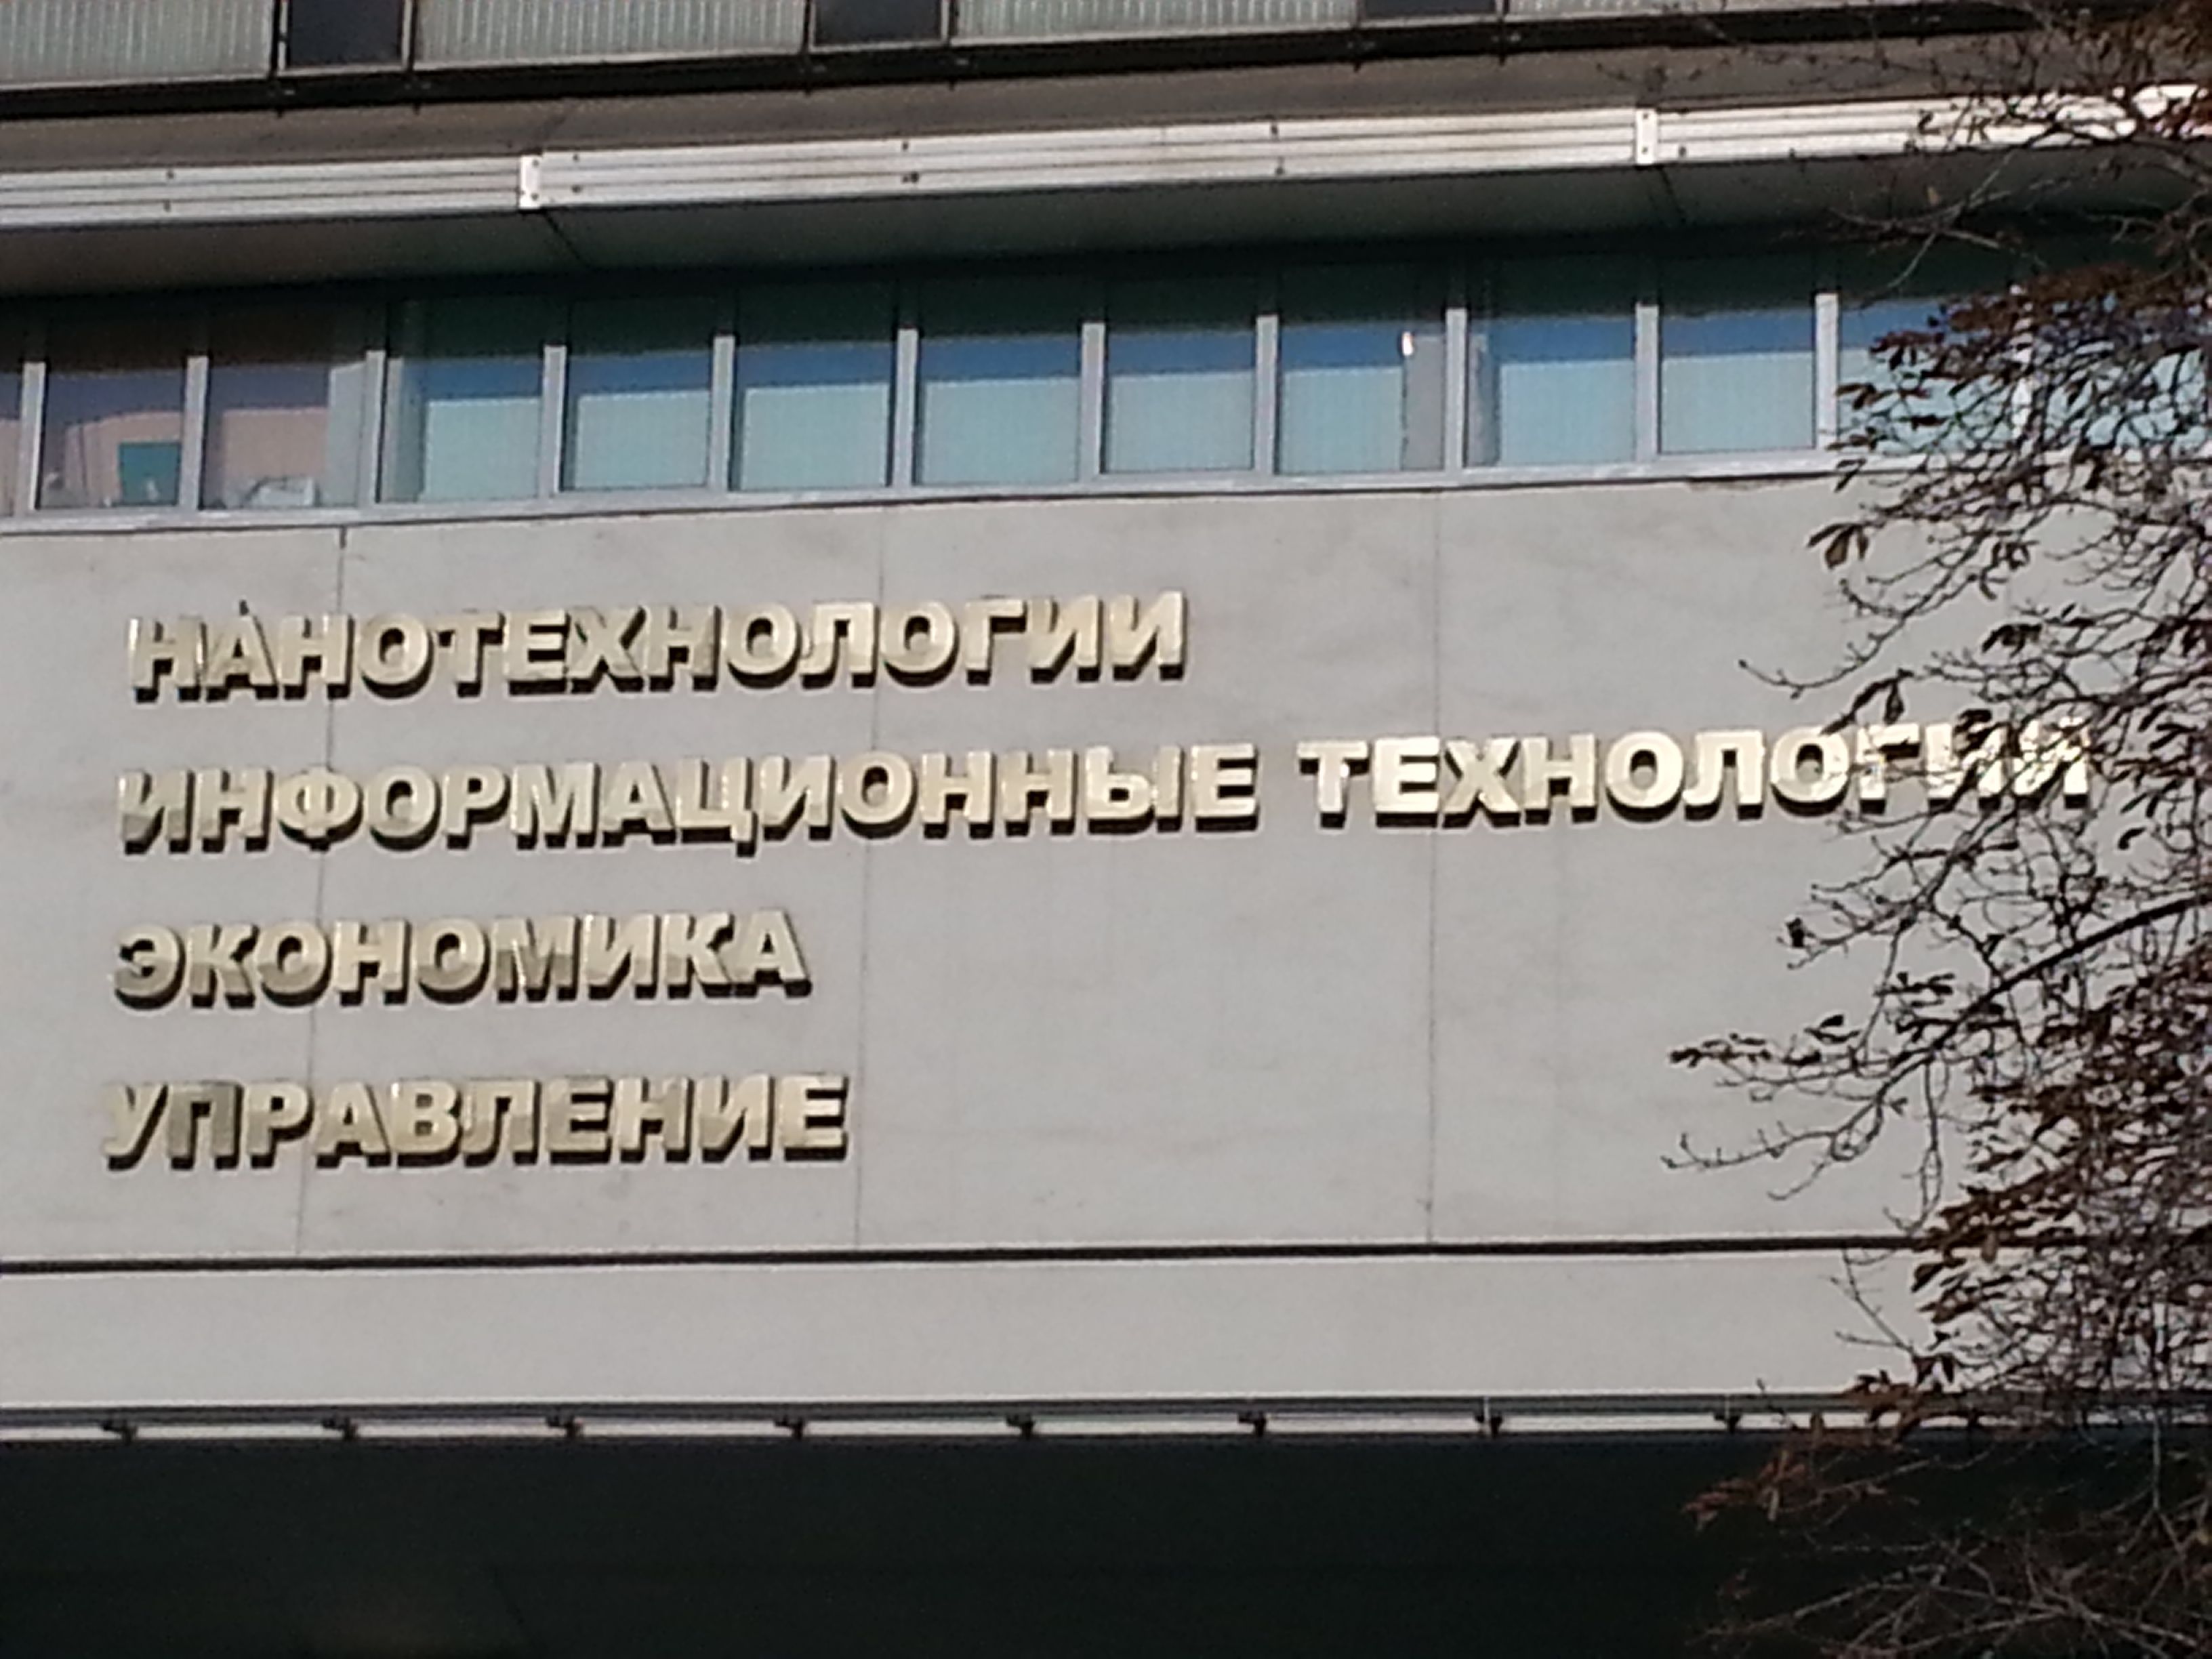 НАНОТЕХНОЛОГИИ
ИНФОРМАЦИОННЫЕ ТЕХНОЛОГИИ
ЭКОНОМИКА
УПРАВЛЕНИЕ